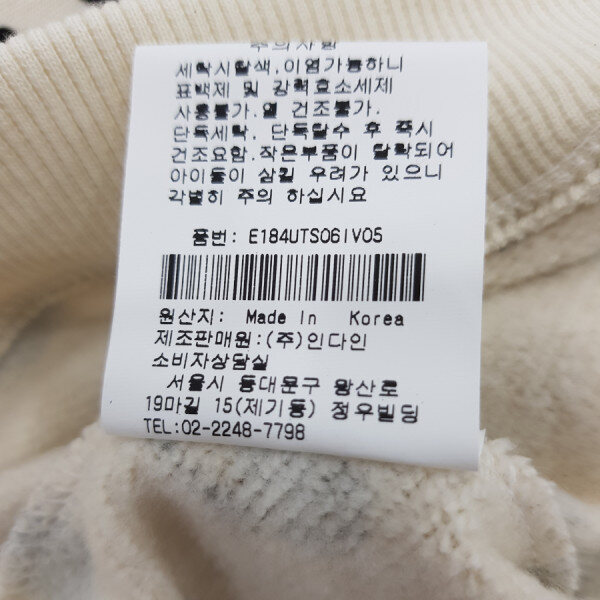 주의사항
세탁시탈색,이염가능하니
표백제 및 강력효소세제
사용불가.열 건조불가.
단독세탁, 단독탈수 후 즉시
건조요함.작은부품이 탈락되어
아이들이 삼킬 우려가 있으니
각별히 주의 하십시요
품번: E184UTS06IV05
원산지: Made In Korea
제조판매원:(주)인다인
소비자상담실
서울시 동대문구 왕산로
19마길 15(제기동) 정우빌딩
TEL:02-2248-7798